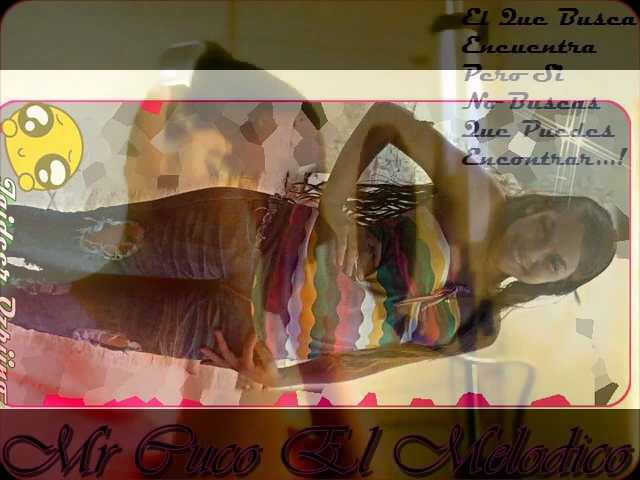 El Que Busca
Encuentra
Pero Si
No Buscas
Que Puedes
Encontrar...!
Mr Cuco El Melodico